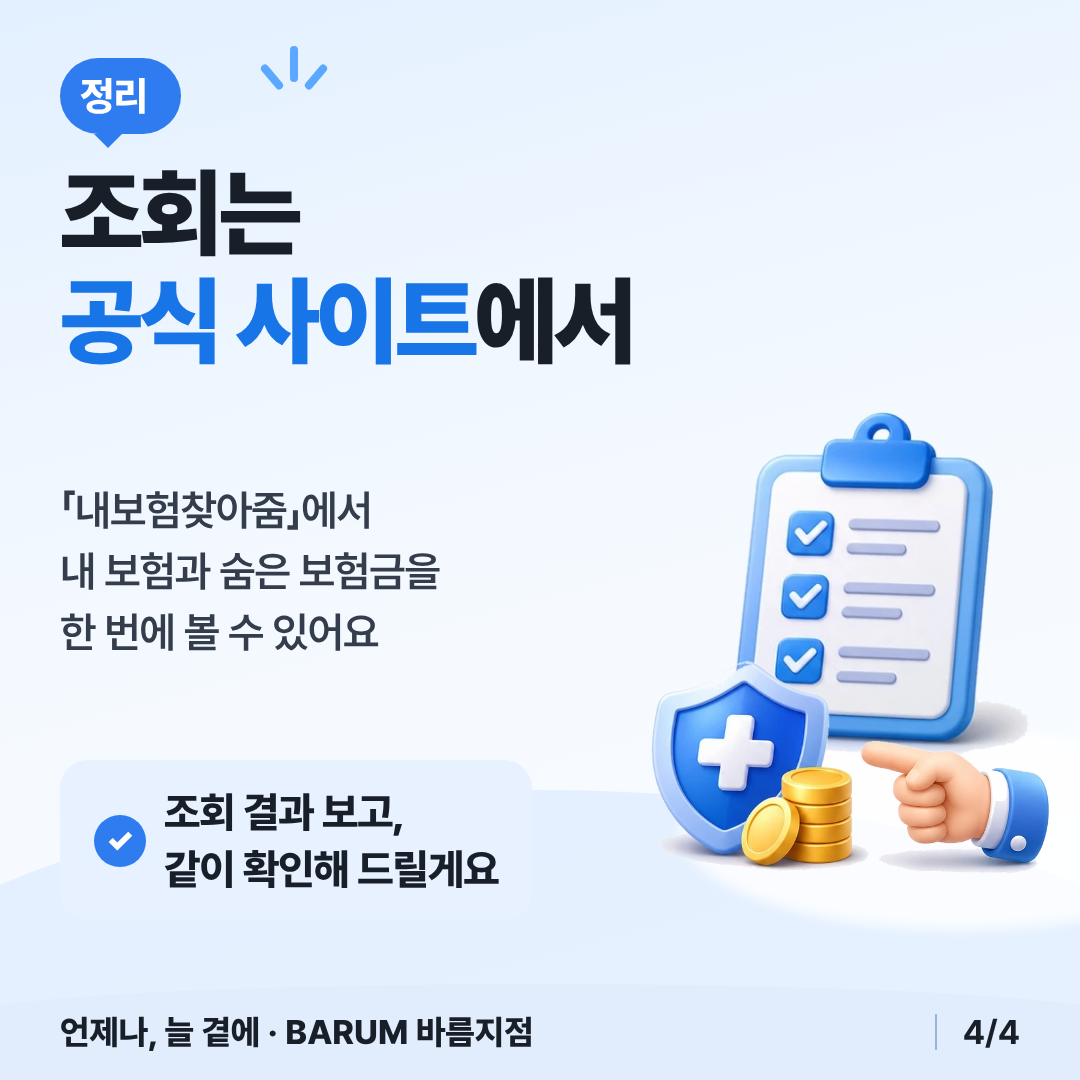 정리
조회는
공식 사이트에서
「내보험찾아줌」에서
내 보험과 숨은 보험금을
한 번에 볼 수 있어요
조회 결과 보고,
같이 확인해 드릴게요
언제나, 늘 곁에 · BARUM 바름지점
4/4